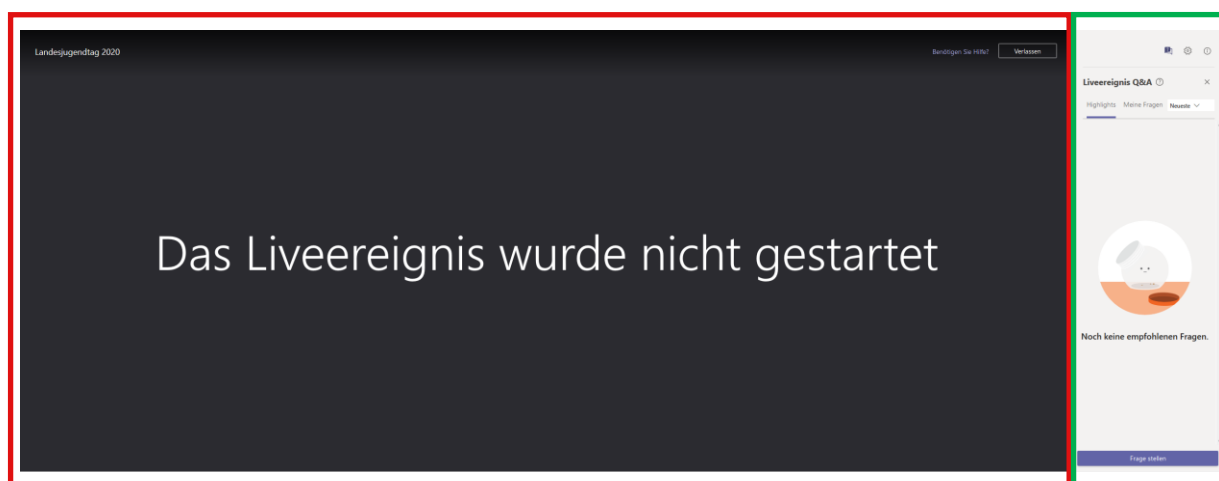 Landesjugendtag 2020
Benötigen Sie Hilfe?
Verlassen
Das Liveereignis wurde nicht gestartet
Liveereignis Q&A
Highlights Meine Fragen Neueste
Noch keine empfohlenen Fragen.
Frage stellen